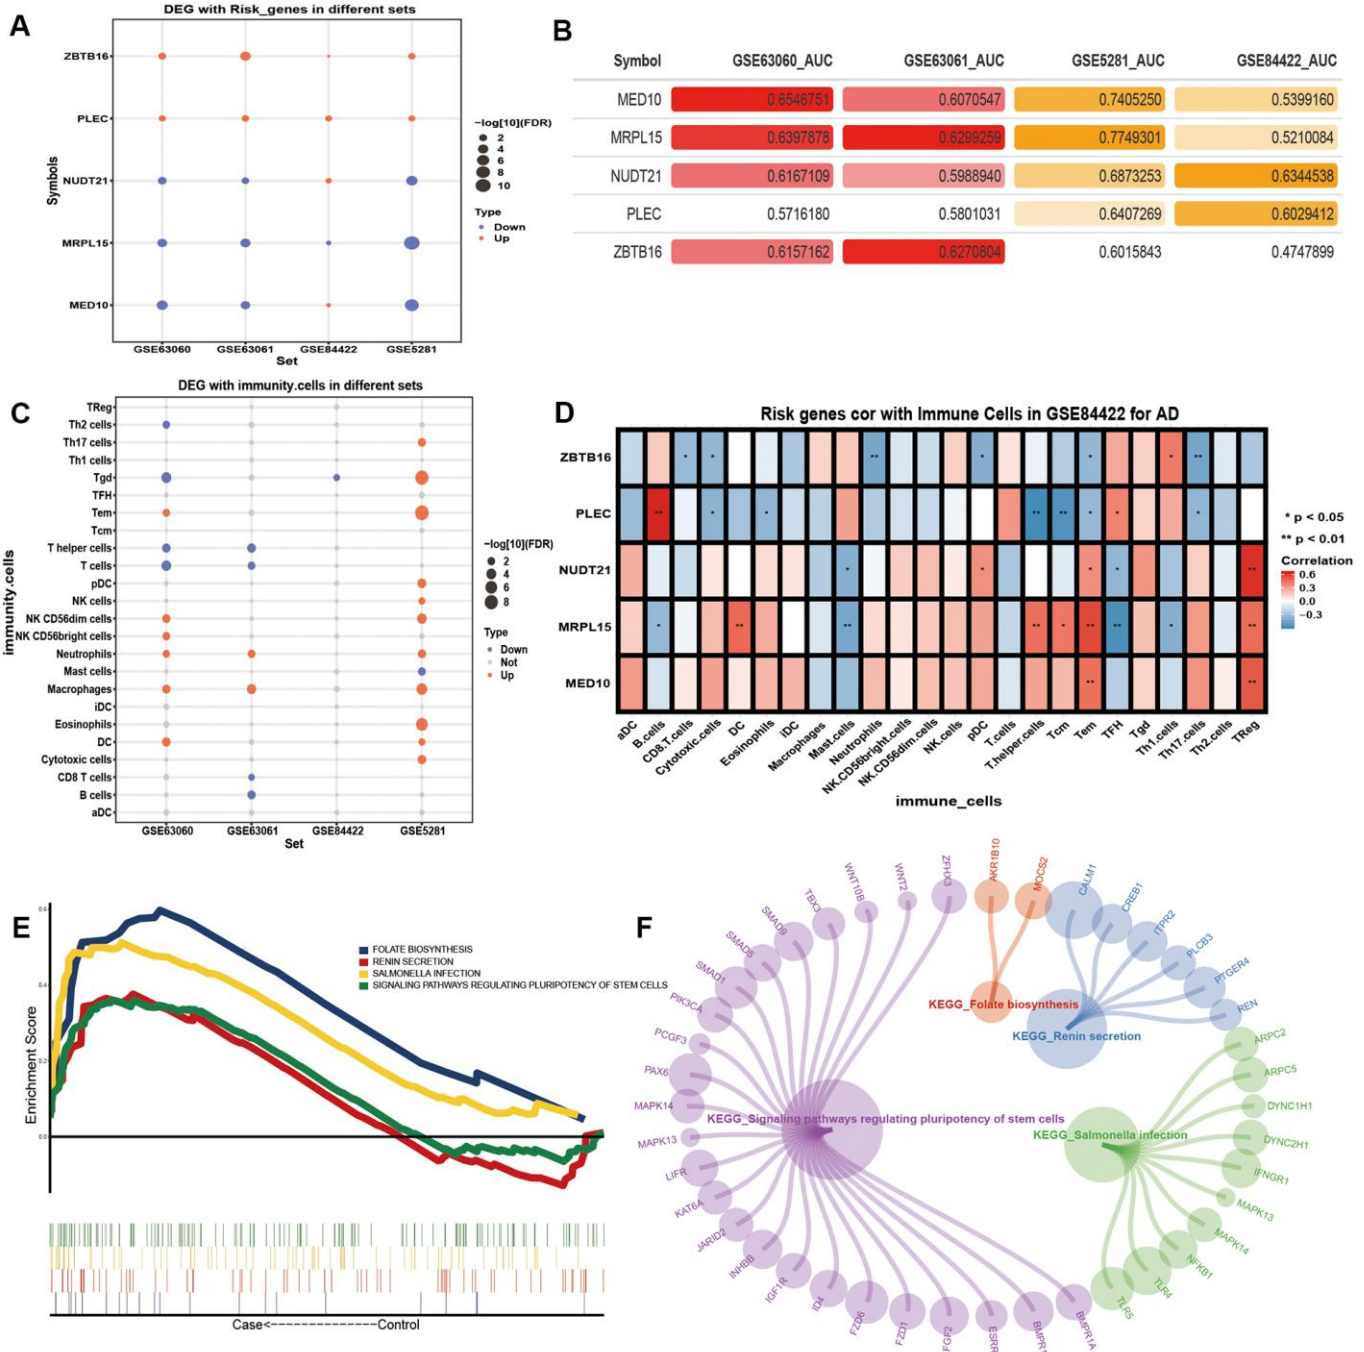 A
DEG with Risk_genes in different sets
Symbols
ZBTB16
PLEC
NUDT21
MRPL15
MED10
GSE63060 GSE63061 GSE84422 GSE5281
Set
−log[10](FDR)
2
4
6
8
10
Type
Down
Up
B
Symbol GSE63060_AUC GSE63061_AUC GSE5281_AUC GSE84422_AUC
MED10 0.6546751 0.6070547 0.7405250 0.5399160
MRPL15 0.6397878 0.6299259 0.7749301 0.5210084
NUDT21 0.6167109 0.5988940 0.6873253 0.6344538
PLEC 0.5716180 0.5801031 0.6407269 0.6029412
ZBTB16 0.6157162 0.6270804 0.6015843 0.4747899
C
DEG with immunity.cells in different sets
immunity.cells
TReg
Th2 cells
Th17 cells
Th1 cells
Tgd
TFH
Tem
Tcm
T helper cells
T cells
pDC
NK cells
NK CD56dim cells
NK CD56bright cells
Neutrophils
Mast cells
Macrophages
iDC
Eosinophils
DC
Cytotoxic cells
CD8 T cells
B cells
aDC
GSE63060 GSE63061 GSE84422 GSE5281
Set
−log[10](FDR)
2
4
6
8
Type
Down
Not
Up
D
Risk genes cor with Immune Cells in GSE84422 for AD
ZBTB16 * * ** * * * **
PLEC ** * * ** ** * * *
NUDT21 * * * * **
MRPL15 * ** ** ** * ** ** * **
MED10 ** **
aDC B.cells CD8.T.cells Cytotoxic.cells DC Eosinophils iDC Macrophages Mast.cells Neutrophils NK.CD56bright.cells NK.CD56dim.cells NK.cells pDC T.cells T.helper.cells Tcm Tem TFH Tgd Th1.cells Th17.cells Th2.cells TReg
immune_cells
* p < 0.05
** p < 0.01
Correlation
0.6
0.3
0.0
−0.3
E
Enrichment Score
0.6
0.4
0.2
0.0
FOLATE BIOSYNTHESIS
RENIN SECRETION
SALMONELLA INFECTION
SIGNALING PATHWAYS REGULATING PLURIPOTENCY OF STEM CELLS
Case<---------------Control
F
KEGG_Folate biosynthesis
AKR1B10
MOCS2
KEGG_Renin secretion
CALM1
CREB1
ITPR2
PLCB3
PTGER4
REN
KEGG_Salmonella infection
ARPC2
ARPC5
DYNC1H1
DYNC2H1
IFNGR1
MAPK13
MAPK14
NFKB1
TLR4
TLR5
KEGG_Signaling pathways regulating pluripotency of stem cells
BMPR1A
BMPR1
ESRR
FGF2
FZD1
FZD6
ID4
IGF1R
INHBB
JARID2
KAT6A
LIFR
MAPK13
MAPK14
PAX6
PCGF3
PIK3CA
SMAD1
SMAD5
SMAD9
TBX3
WNT10B
WNT2
ZFHX3